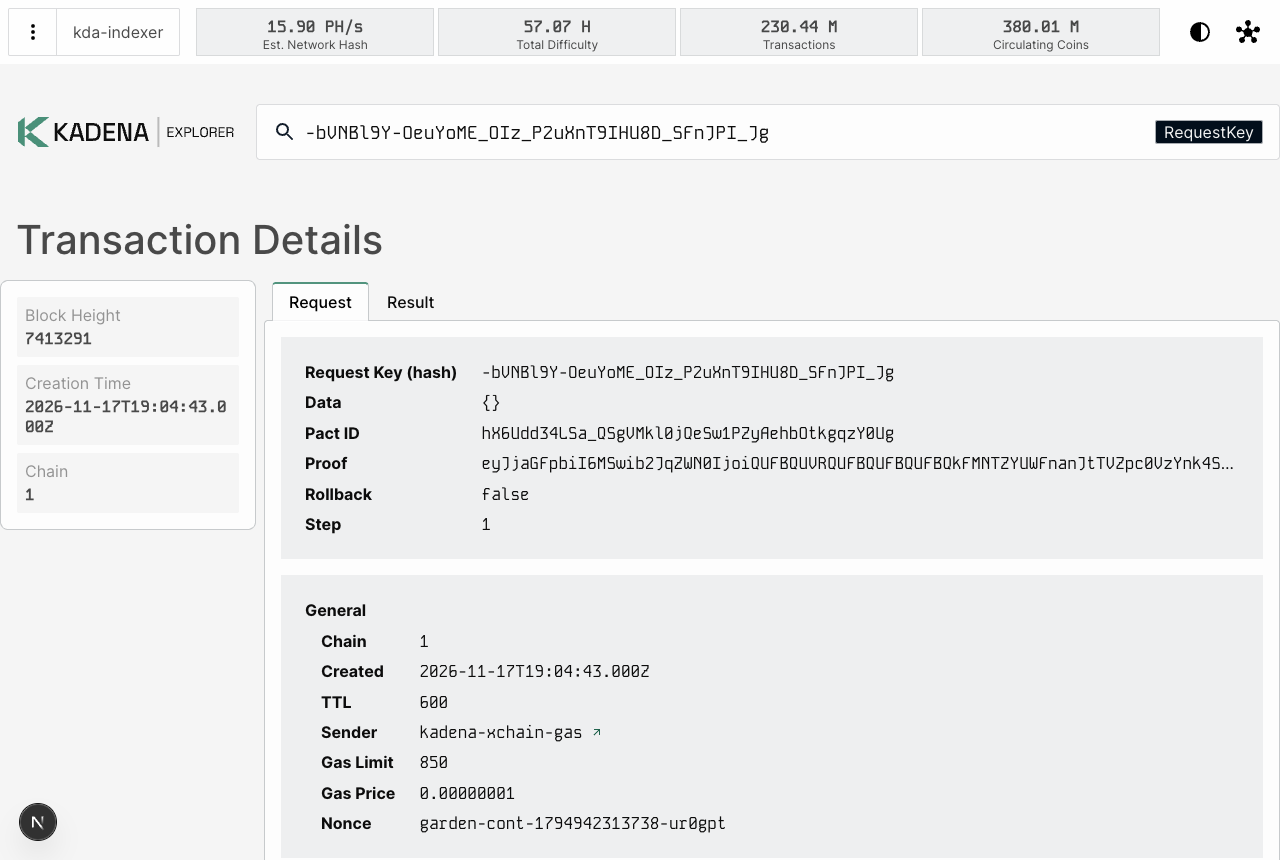 kda-indexer
15.90 PH/s
Est. Network Hash
57.07 H
Total Difficulty
230.44 M
Transactions
380.01 M
Circulating Coins
KADENA EXPLORER
-bVNBl9Y-OeuYoME_OIz_P2uXnT9IHU8D_SFnJPI_Jg
RequestKey
Transaction Details
Block Height
7413291
Creation Time
2026-11-17T19:04:43.0
00Z
Chain
1
Request Result
Request Key (hash) -bVNBl9Y-OeuYoME_OIz_P2uXnT9IHU8D_SFnJPI_Jg
Data {}
Pact ID hX6Udd34LSa_QSgVMkl0jQeSw1PZyAehbOtkgqzY0Ug
Proof eyJjaGFpbiI6MSwib2JqZWN0IjoiQUFBQUVRQUFBQUFBQUFBQkFMNTZYUWFnanJtTVZpc0VzYnk4S...
Rollback false
Step 1
General
Chain 1
Created 2026-11-17T19:04:43.000Z
TTL 600
Sender kadena-xchain-gas ↗
Gas Limit 850
Gas Price 0.00000001
Nonce garden-cont-1794942313738-ur0gpt
N